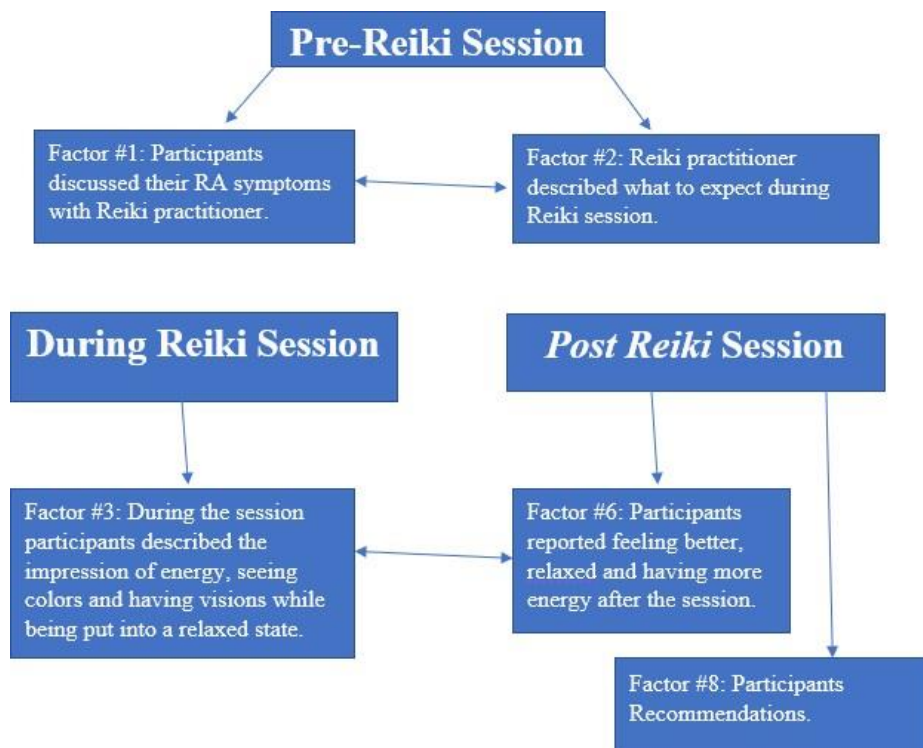 Pre-Reiki Session
Factor #1: Participants
discussed their RA symptoms
with Reiki practitioner.
Factor #2: Reiki practitioner
described what to expect during
Reiki session.
During Reiki Session
Post Reiki Session
Factor #3: During the session
participants described the
impression of energy, seeing
colors and having visions while
being put into a relaxed state.
Factor #6: Participants
reported feeling better,
relaxed and having more
energy after the session.
Factor #8: Participants
Recommendations.